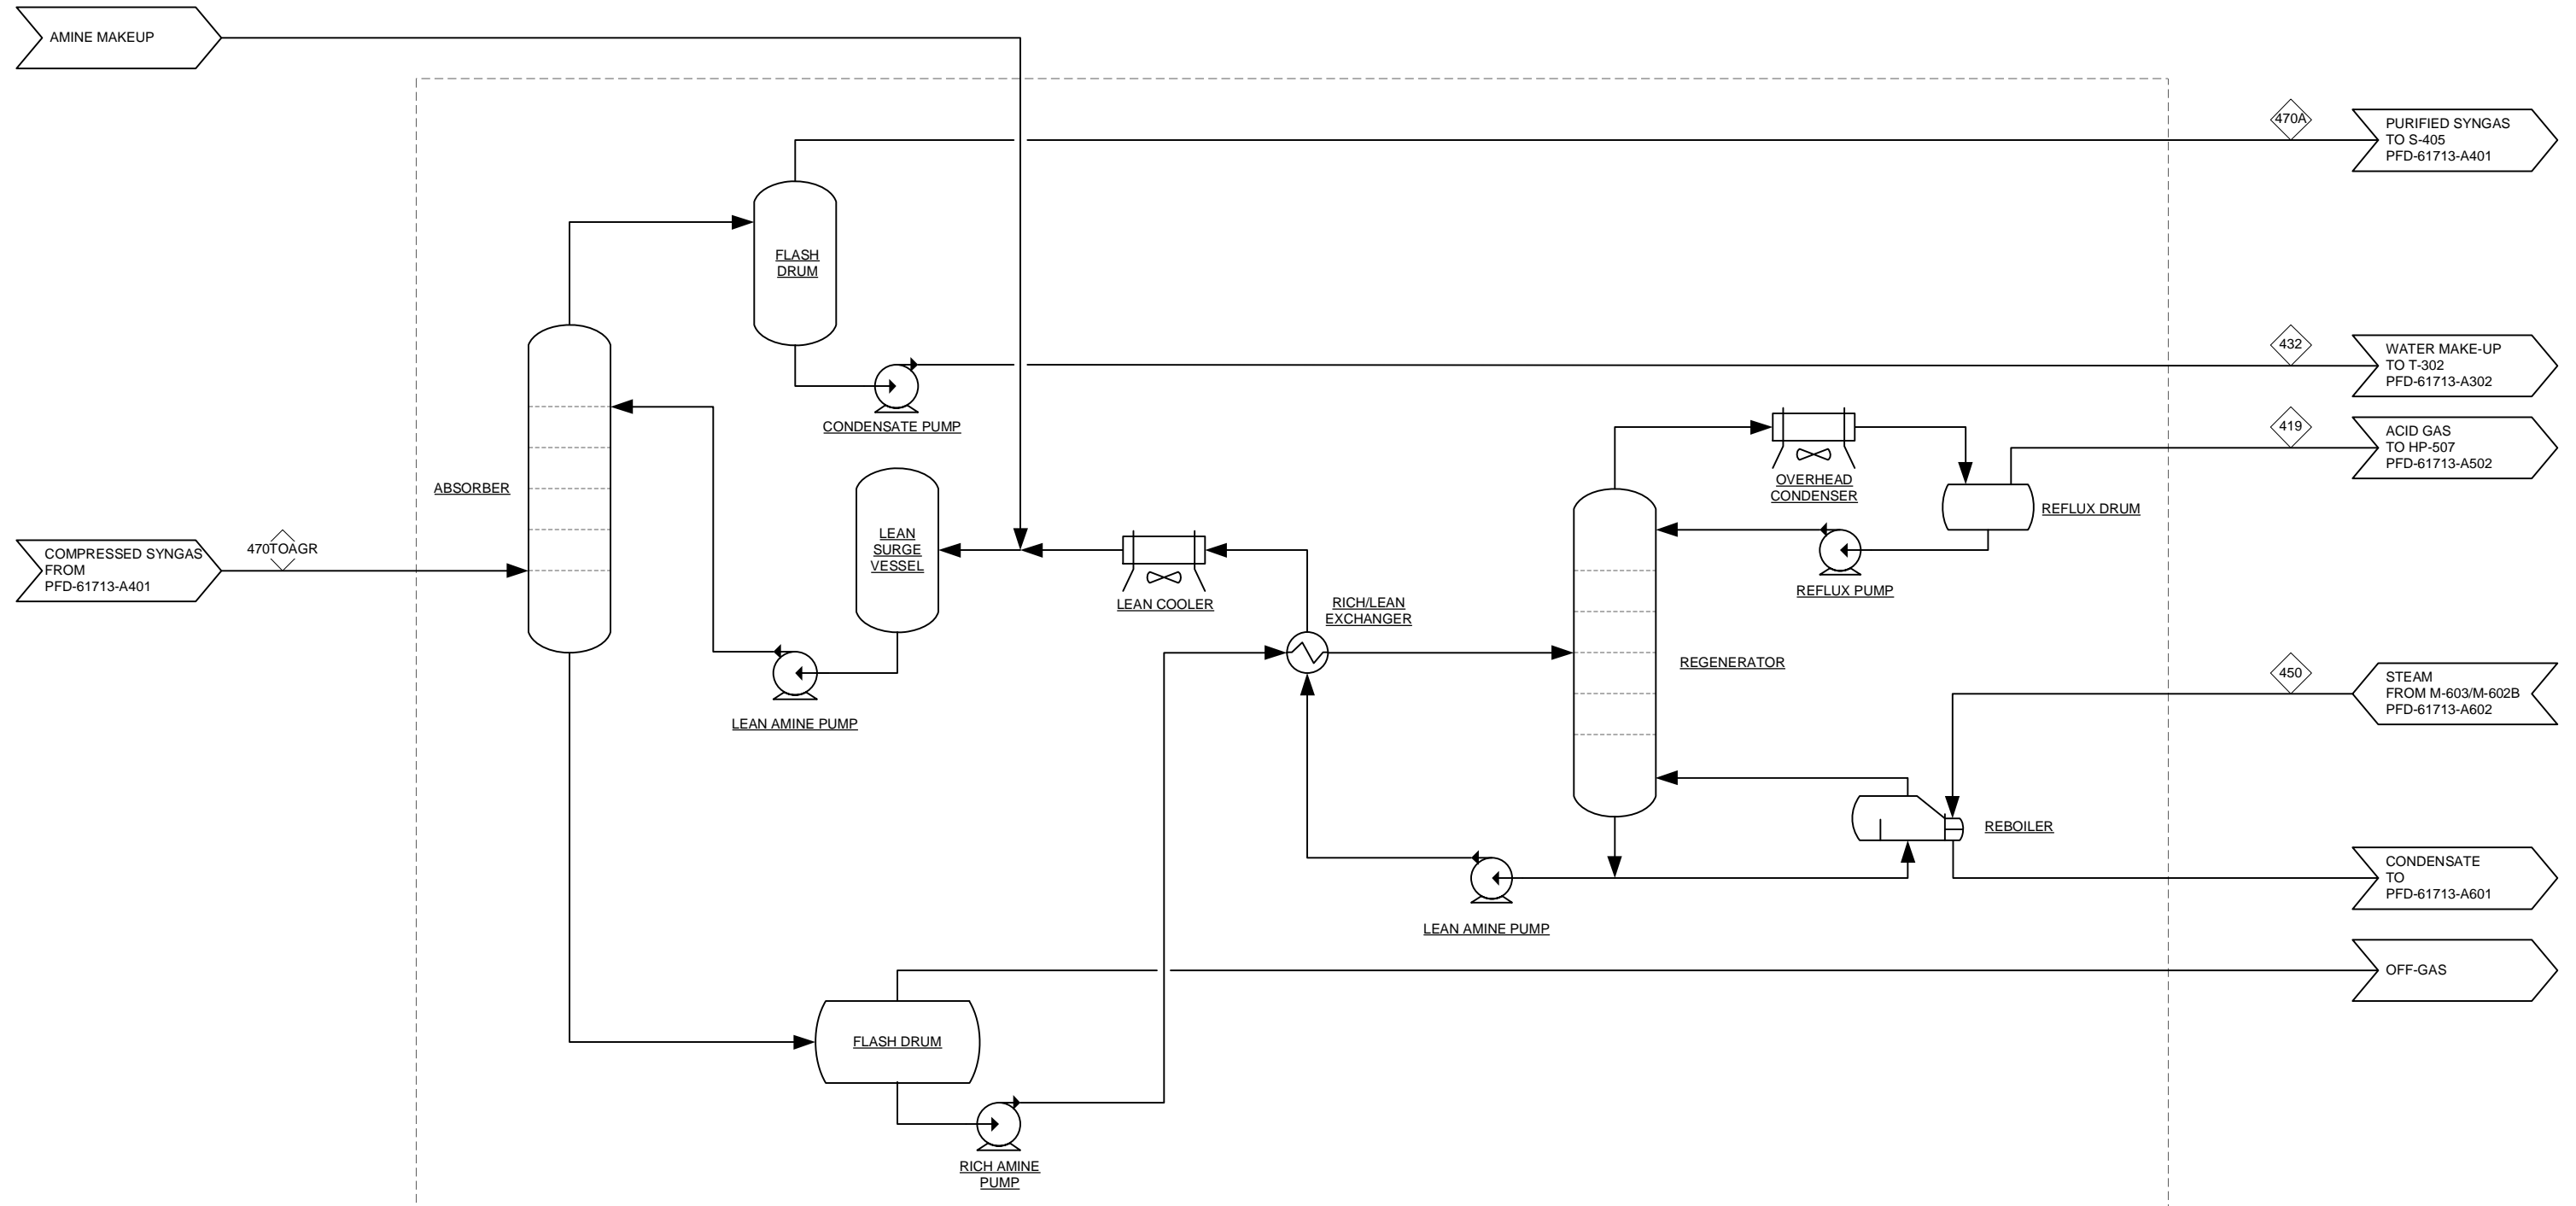 AMINE MAKEUP
470A
PURIFIED SYNGAS
TO S-405
PFD-61713-A401
FLASH
DRUM
432
WATER MAKE-UP
TO T-302
PFD-61713-A302
CONDENSATE PUMP
419
ACID GAS
TO HP-507
PFD-61713-A502
OVERHEAD
CONDENSER
REFLUX DRUM
ABSORBER
LEAN
SURGE
VESSEL
470TOAGR
COMPRESSED SYNGAS
FROM
PFD-61713-A401
LEAN COOLER
RICH/LEAN
EXCHANGER
REFLUX PUMP
REGENERATOR
450
STEAM
FROM M-603/M-602B
PFD-61713-A602
LEAN AMINE PUMP
REBOILER
CONDENSATE
TO
PFD-61713-A601
LEAN AMINE PUMP
OFF-GAS
FLASH DRUM
RICH AMINE
PUMP